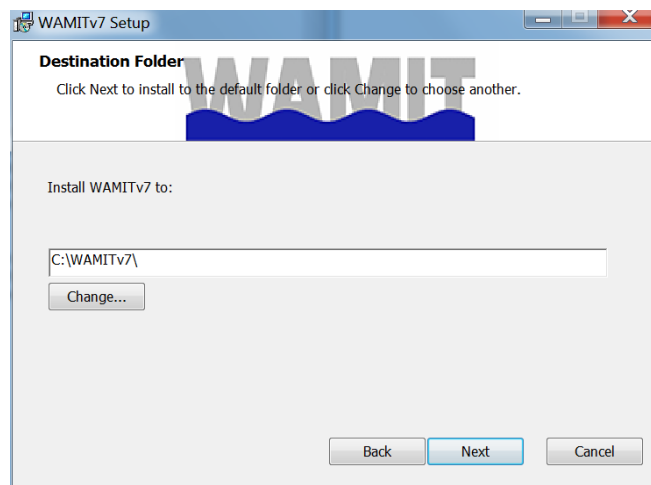 WAMITv7 Setup
Destination Folder
WAMIT
Click Next to install to the default folder or click Change to choose another.
Install WAMITv7 to:
C:\WAMITv7\
Change...
Back
Next
Cancel